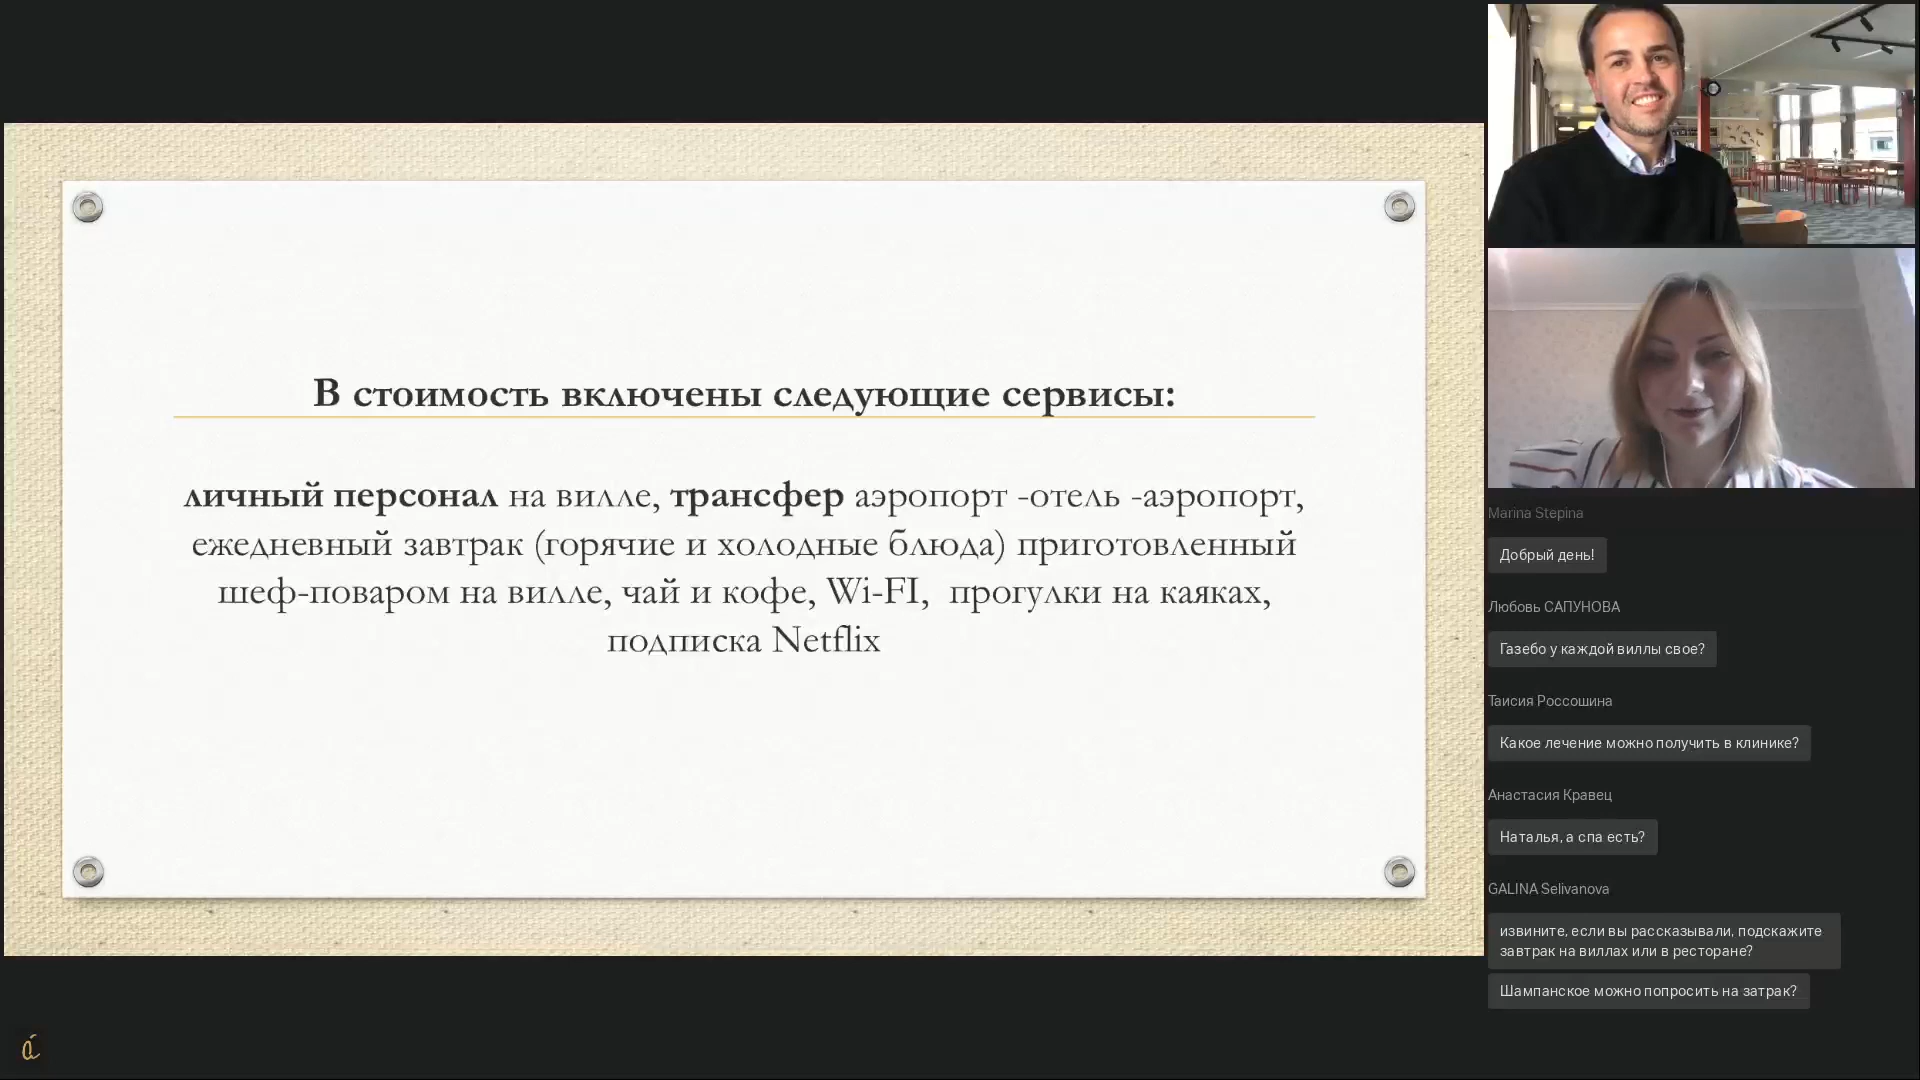 В стоимость включены следующие сервисы:
личный персонал на вилле, трансфер аэропорт -отель -аэропорт,
ежедневный завтрак (горячие и холодные блюда) приготовленный
шеф-поваром на вилле, чай и кофе, Wi-FI, прогулки на каяках,
подписка Netflix
Marina Stepina
Добрый день!
Любовь САПУНОВА
Газебо у каждой виллы свое?
Таисия Россошина
Какое лечение можно получить в клинике?
Анастасия Кравец
Наталья, а спа есть?
GALINA Selivanova
извините, если вы рассказывали, подскажите
завтрак на виллах или в ресторане?
Шампанское можно попросить на затрак?
á